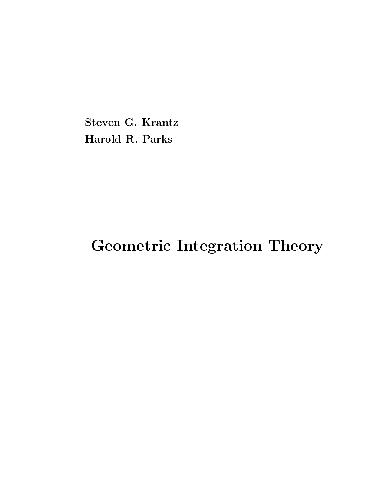 Steven G. Krantz
Harold R. Parks
Geometric Integration Theory